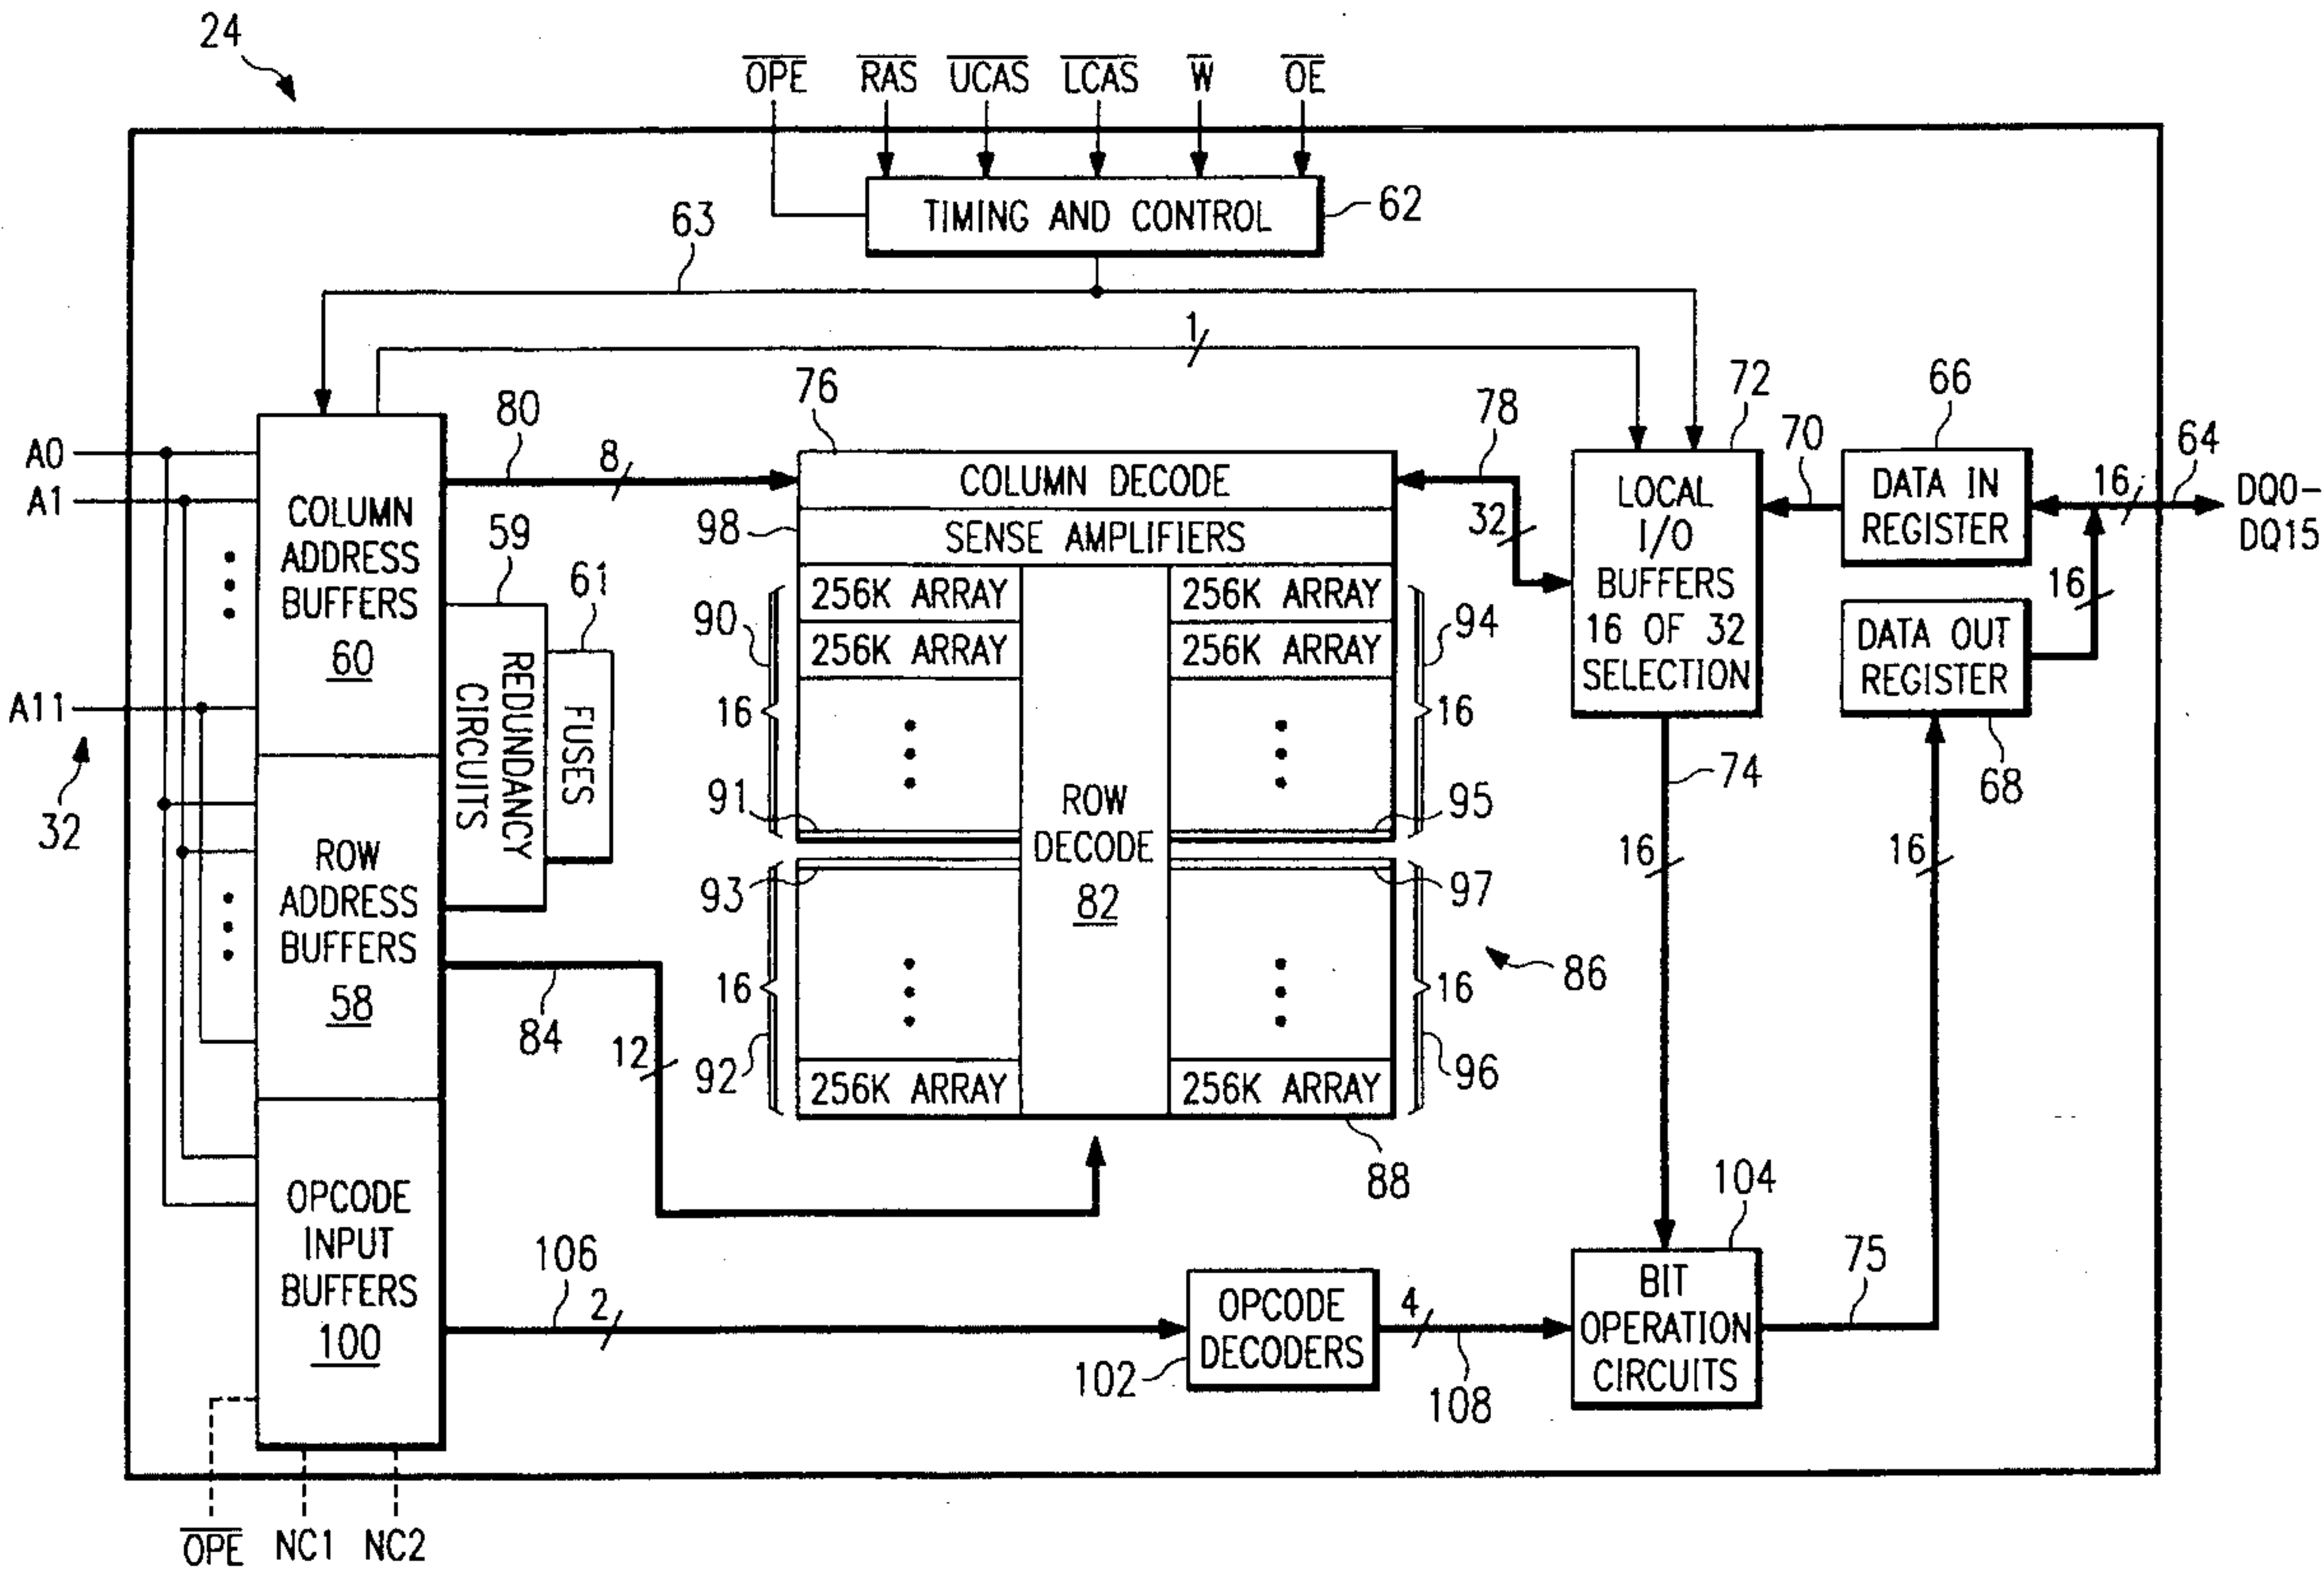 24
OPE RAS UCAS LCAS W OE
TIMING AND CONTROL
62
63
1
76
80
8
78
72
66
70
64
A0
A1
A11
32
COLUMN
ADDRESS
BUFFERS
60
59
61
REDUNDANCY
CIRCUITS
FUSES
COLUMN DECODE
98
SENSE AMPLIFIERS
32
LOCAL
I/O
BUFFERS
16 OF 32
SELECTION
DATA IN
REGISTER
16
DQ0-
DQ15
16
DATA OUT
REGISTER
68
256K ARRAY
256K ARRAY
256K ARRAY
256K ARRAY
90
16
91
94
16
95
ROW
DECODE
82
93
16
92
97
16
96
86
256K ARRAY
256K ARRAY
88
74
16
16
ROW
ADDRESS
BUFFERS
58
84
12
OPCODE
INPUT
BUFFERS
100
106
2
OPCODE
DECODERS
102
4
108
104
BIT
OPERATION
CIRCUITS
75
OPE NC1 NC2